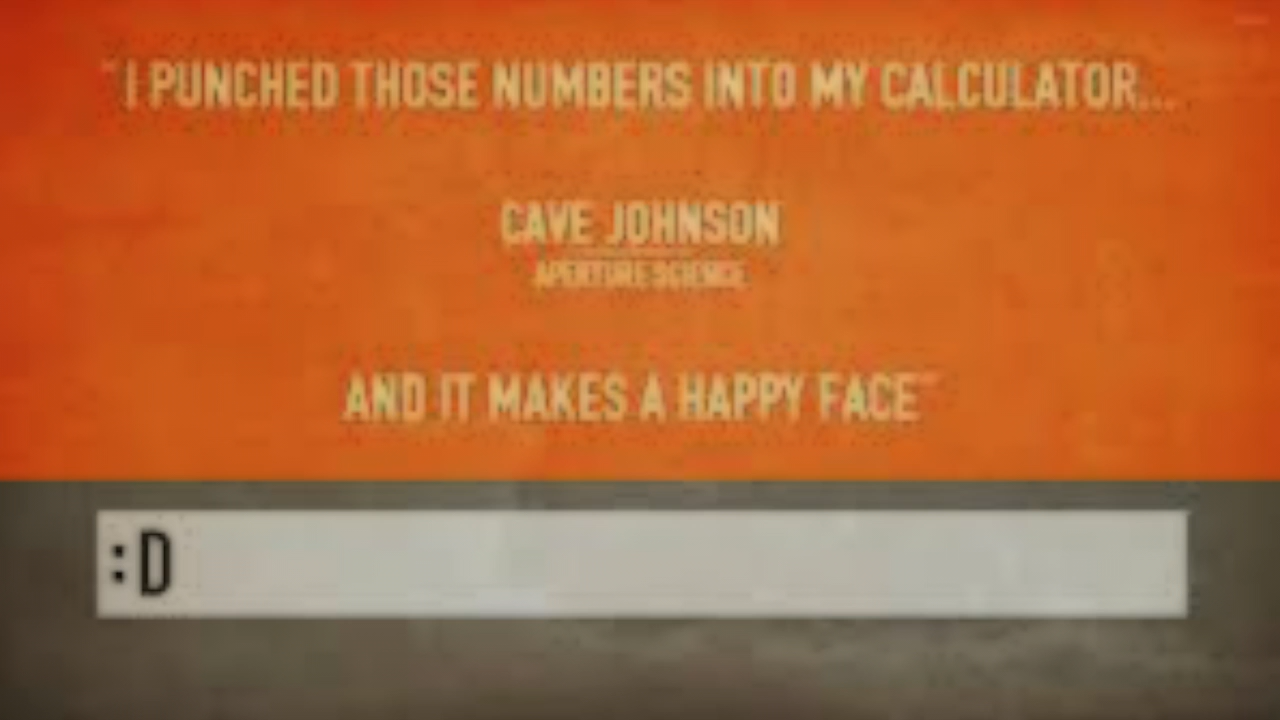 "I PUNCHED THOSE NUMBERS INTO MY CALCULATOR...
CAVE JOHNSON
APERTURE SCIENCE
AND IT MAKES A HAPPY FACE"
:D